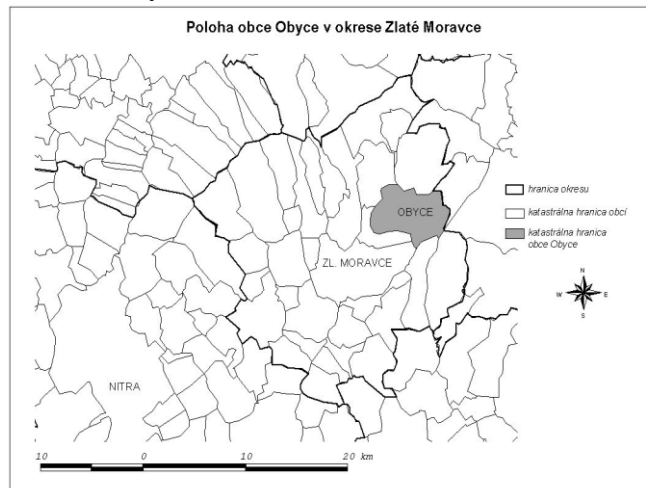 Poloha obce Obyce v okrese Zlaté Moravce
OBYCE
ZL. MORAVCE
NITRA
hranica okresu
katastrálna hranica obcí
katastrálna hranica
obce Obyce
N
W E
S
10 0 10 20 km